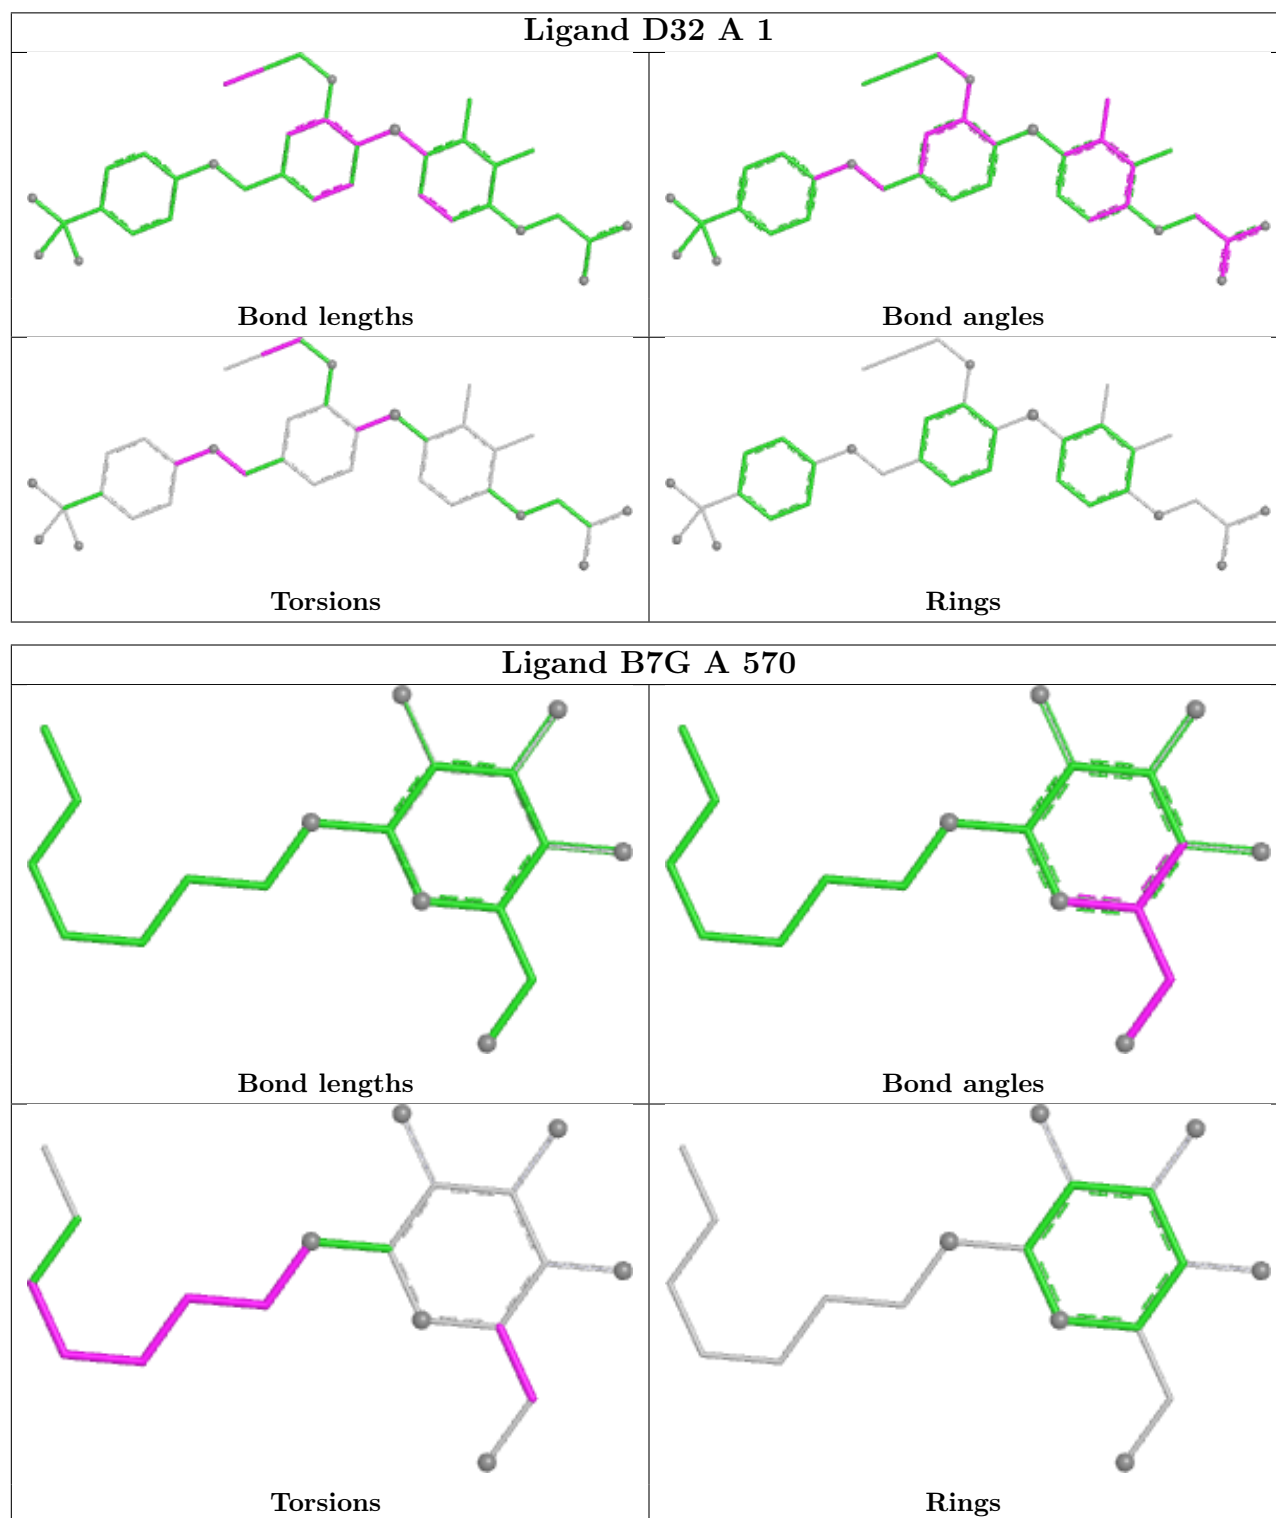 Ligand D32 A 1
Bond lengths
Bond angles
Torsions
Rings
Ligand B7G A 570
Bond lengths
Bond angles
Torsions
Rings